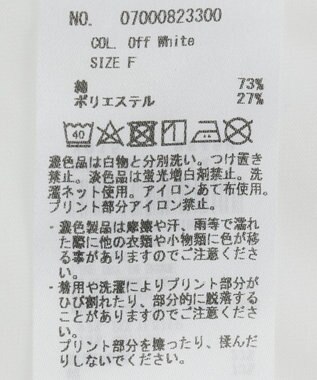 NO. 07000823300
COL. Off White
SIZE F
綿 73%
ポリエステル 27%
40
濃色品は白物と分別洗い。つけ置き
禁止。淡色品は蛍光増白剤禁止。洗
濯ネット使用。アイロンあて布使用。
プリント部分アイロン禁止。
・濃色製品は摩擦や汗、雨等で濡れ
た際に他の衣類や小物類に色が移
る事がありますのでご注意くださ
い。
・着用や洗濯によりプリント部分が
ひび割れたり、部分的に脱落する
ことがありますのでご注意くださ
い。
プリント部分を擦ったり、揉んだ
りしないでください。